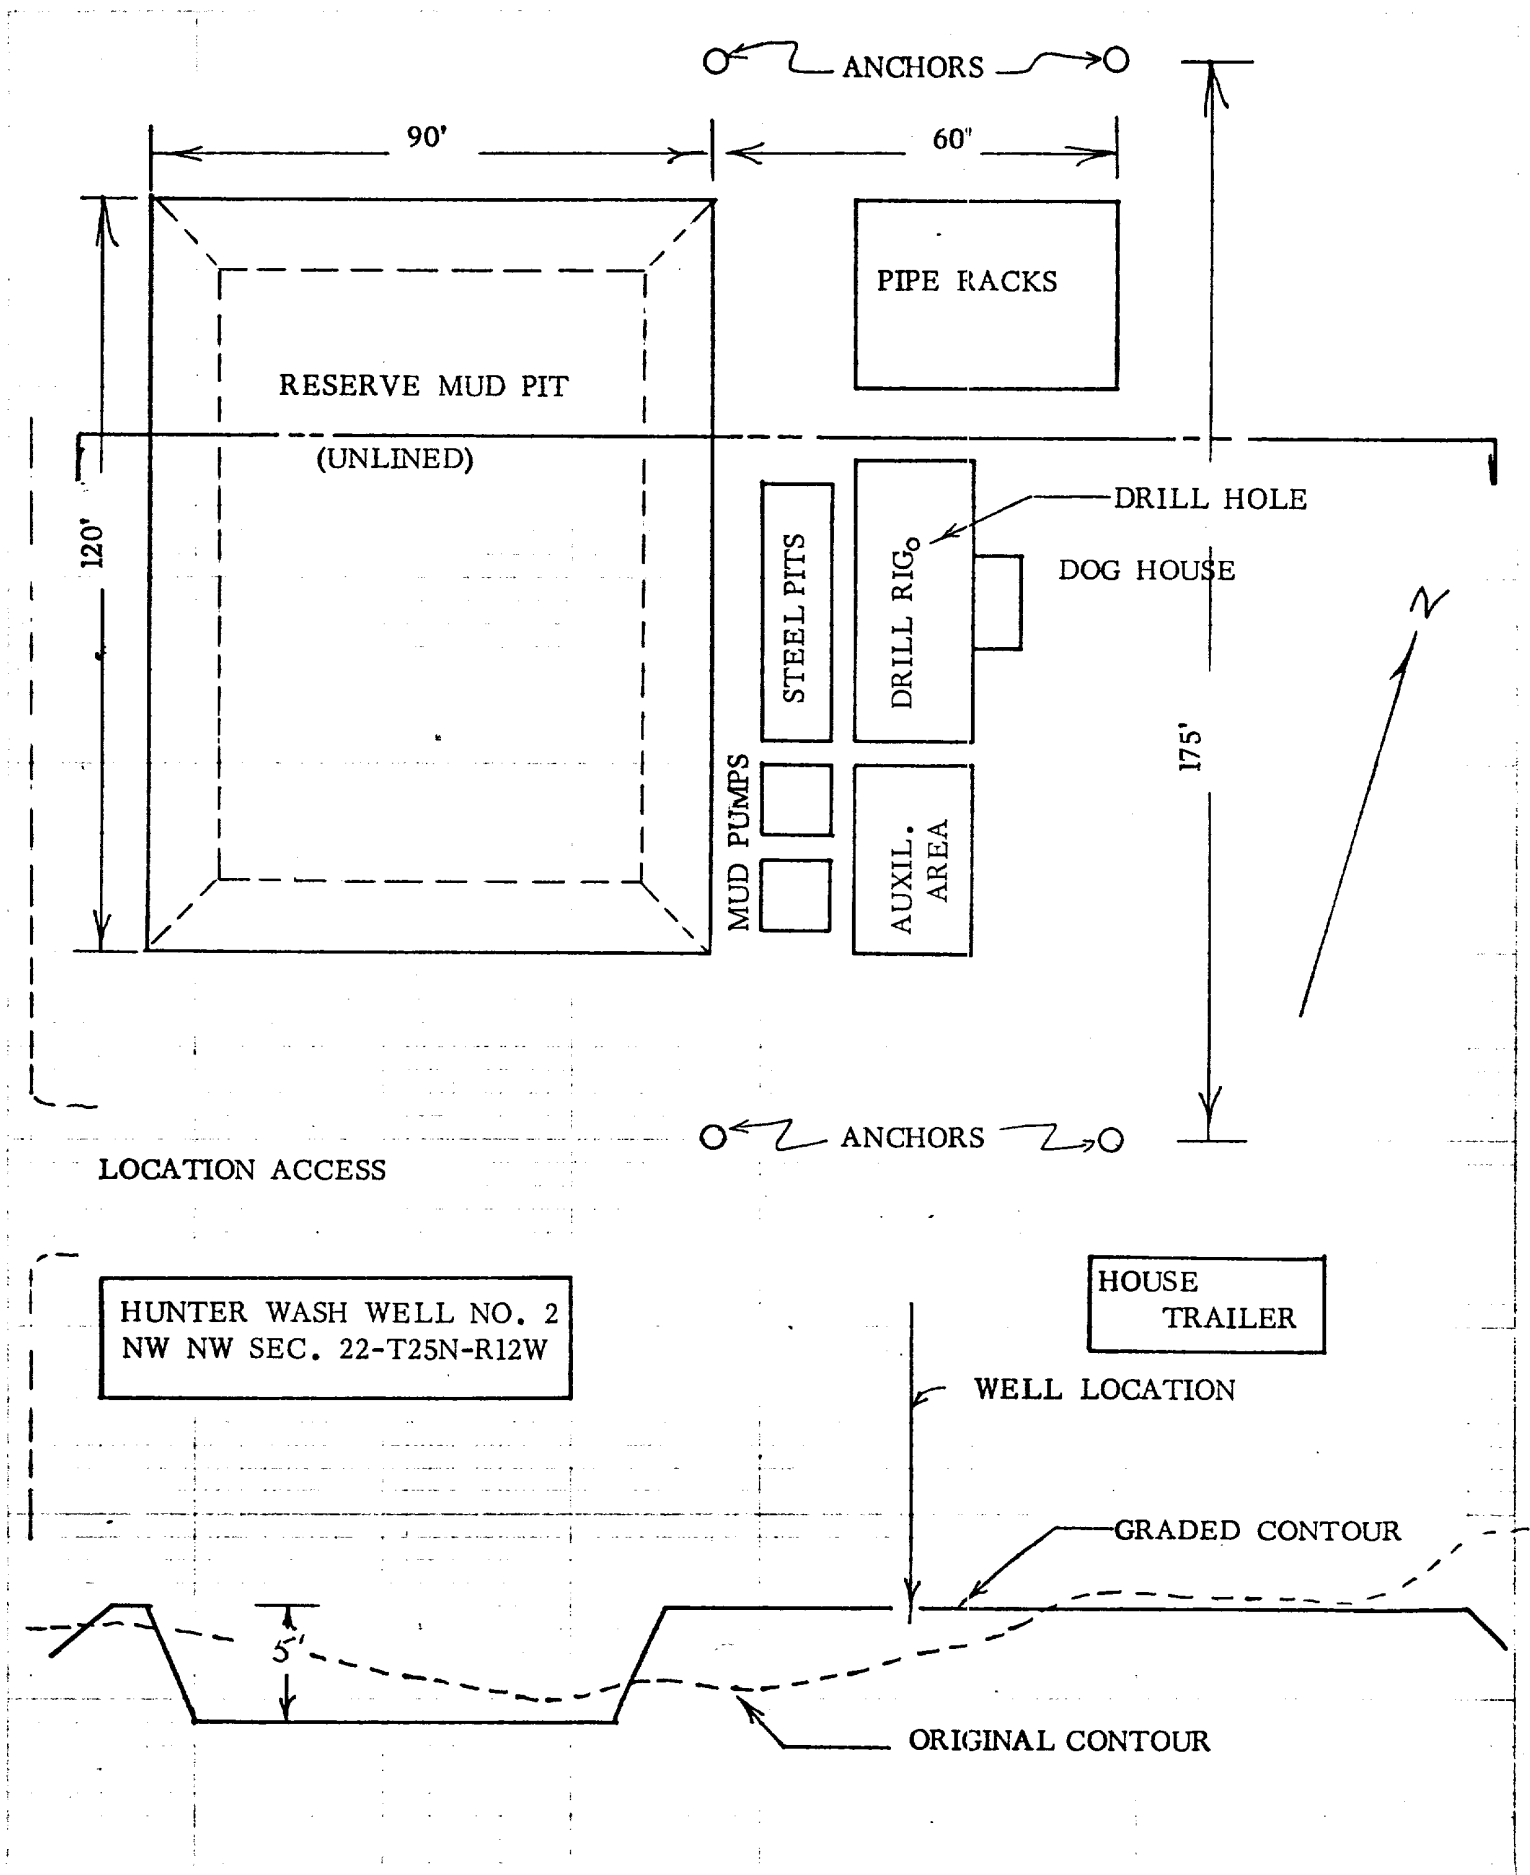 ANCHORS
90'
60"
PIPE RACKS
RESERVE MUD PIT
(UNLINED)
120'
DRILL HOLE
STEEL PITS
DRILL RIG
DOG HOUSE
N
175'
MUD PUMPS
AUXIL.
AREA
ANCHORS
LOCATION ACCESS
HUNTER WASH WELL NO. 2
NW NW SEC. 22-T25N-R12W
HOUSE
TRAILER
WELL LOCATION
GRADED CONTOUR
5'
ORIGINAL CONTOUR